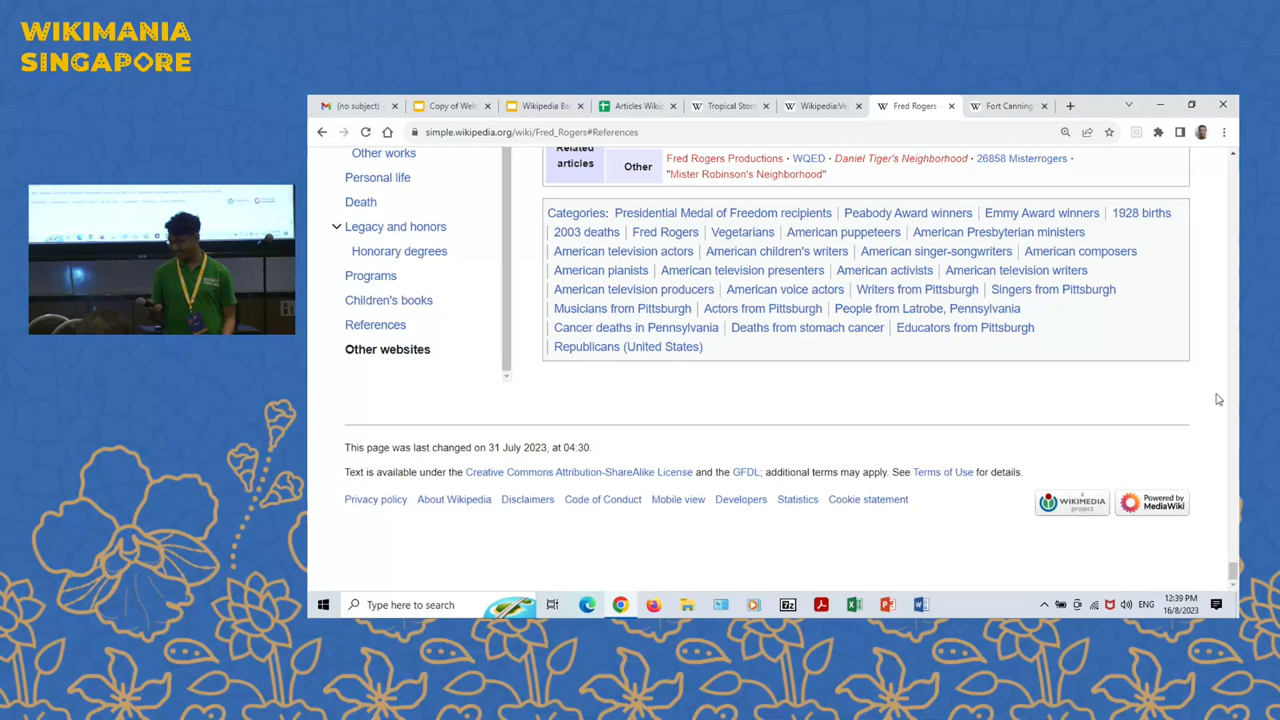 WIKIMANIA
SINGAPORE
(no subject)
Copy of Welc
Wikipedia Ba
Articles Wikip
Tropical Storm
Wikipedia:Ve
Fred Rogers
Fort Canning
simple.wikipedia.org/wiki/Fred_Rogers#References
Other works
Personal life
Death
Legacy and honors
Honorary degrees
Programs
Children's books
References
Other websites
Related
articles
Other
Fred Rogers Productions · WQED · Daniel Tiger's Neighborhood · 26858 Misterrogers ·
"Mister Robinson's Neighborhood"
Categories: Presidential Medal of Freedom recipients | Peabody Award winners | Emmy Award winners | 1928 births
| 2003 deaths | Fred Rogers | Vegetarians | American puppeteers | American Presbyterian ministers
| American television actors | American children's writers | American singer-songwriters | American composers
| American pianists | American television presenters | American activists | American television writers
| American television producers | American voice actors | Writers from Pittsburgh | Singers from Pittsburgh
| Musicians from Pittsburgh | Actors from Pittsburgh | People from Latrobe, Pennsylvania
| Cancer deaths in Pennsylvania | Deaths from stomach cancer | Educators from Pittsburgh
| Republicans (United States)
This page was last changed on 31 July 2023, at 04:30.
Text is available under the Creative Commons Attribution-ShareAlike License and the GFDL; additional terms may apply. See Terms of Use for details.
Privacy policy About Wikipedia Disclaimers Code of Conduct Mobile view Developers Statistics Cookie statement
a
WIKIMEDIA
project
Powered by
MediaWiki
Type here to search
ENG
12:39 PM
16/8/2023